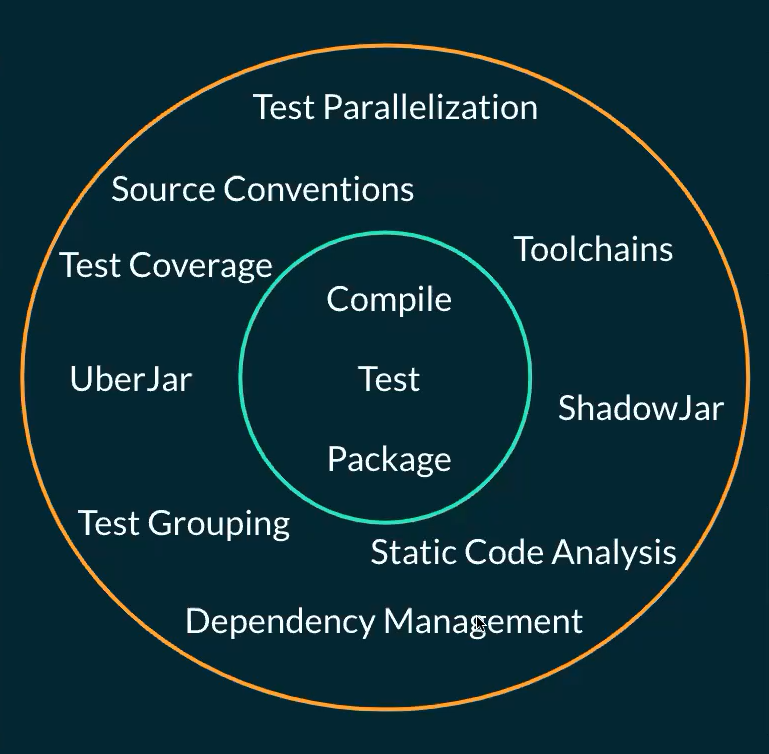 Test Parallelization
Source Conventions
Toolchains
Test Coverage
Compile
Test
UberJar
ShadowJar
Package
Test Grouping
Static Code Analysis
Dependency Management